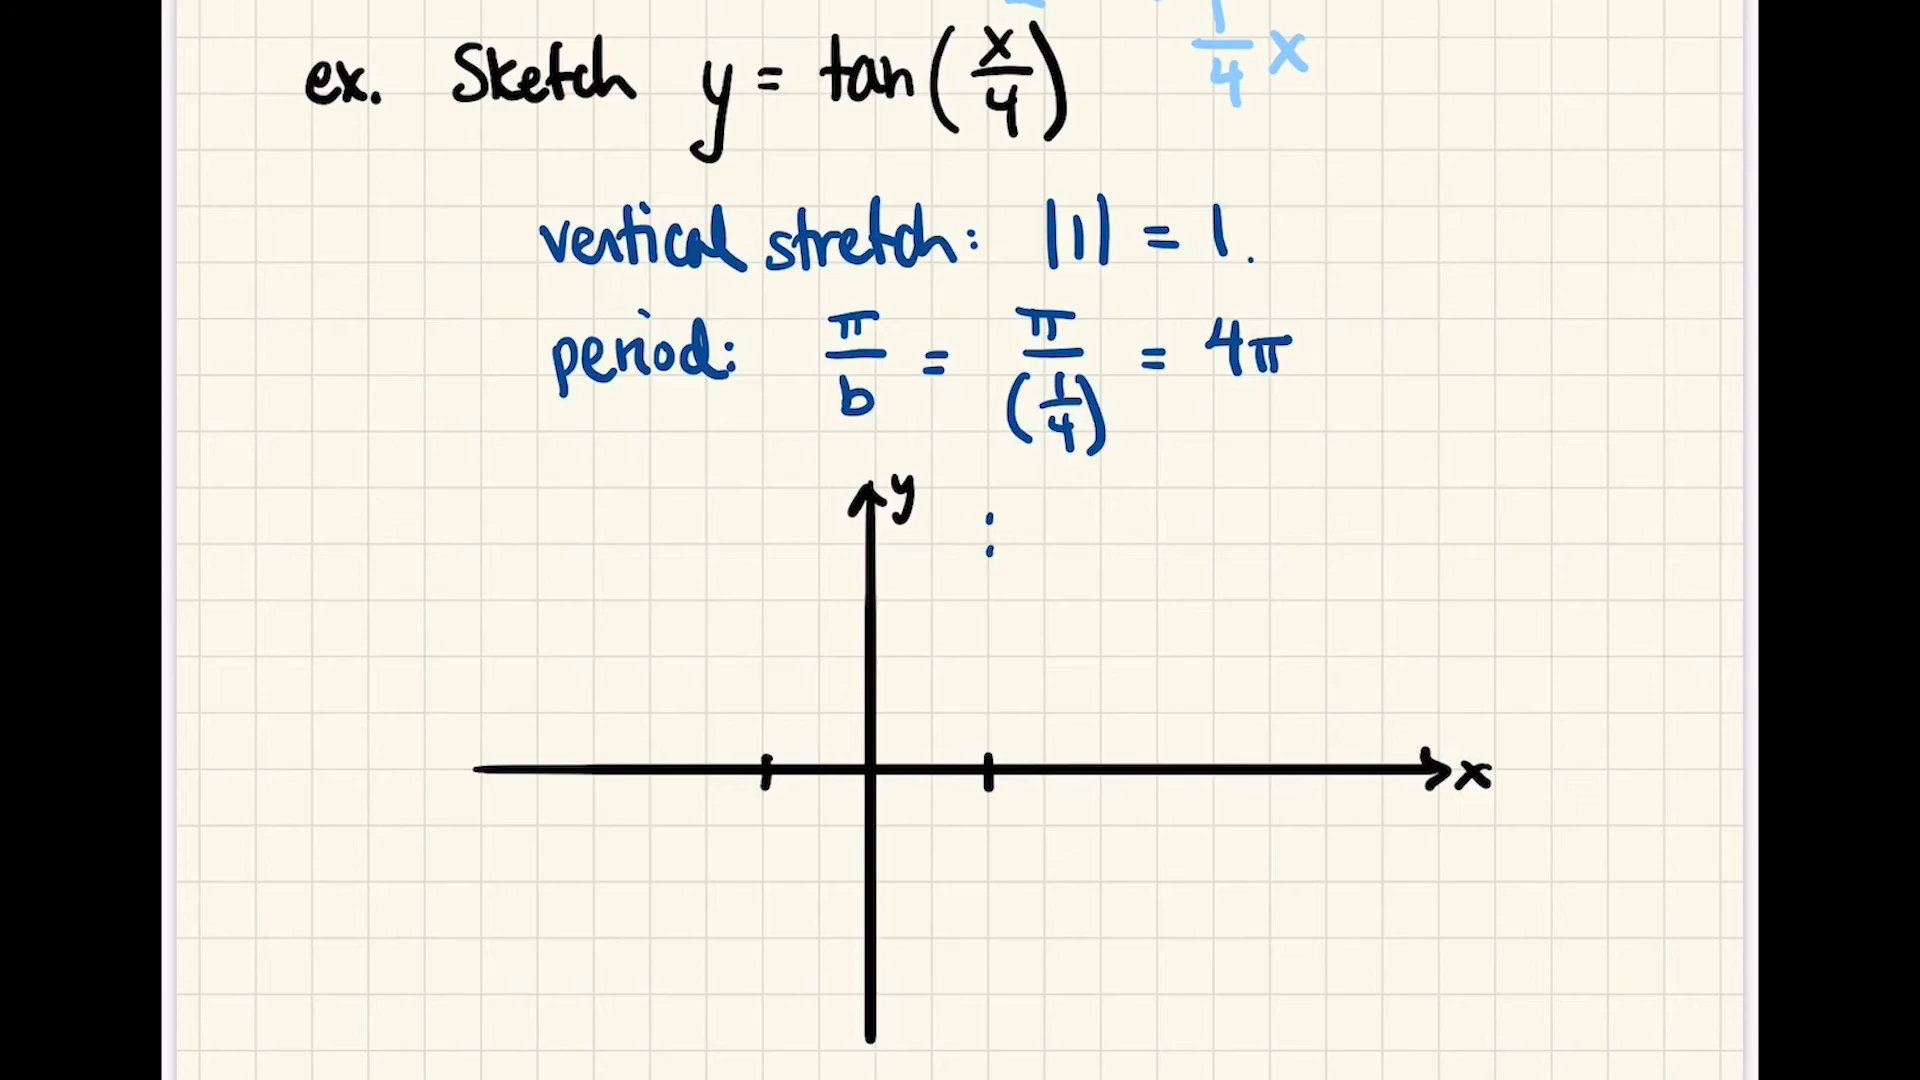 1/4 x
ex. Sketch y = tan(x/4)
vertical stretch: |1| = 1.
period: π/b = π/(1/4) = 4π
y
x